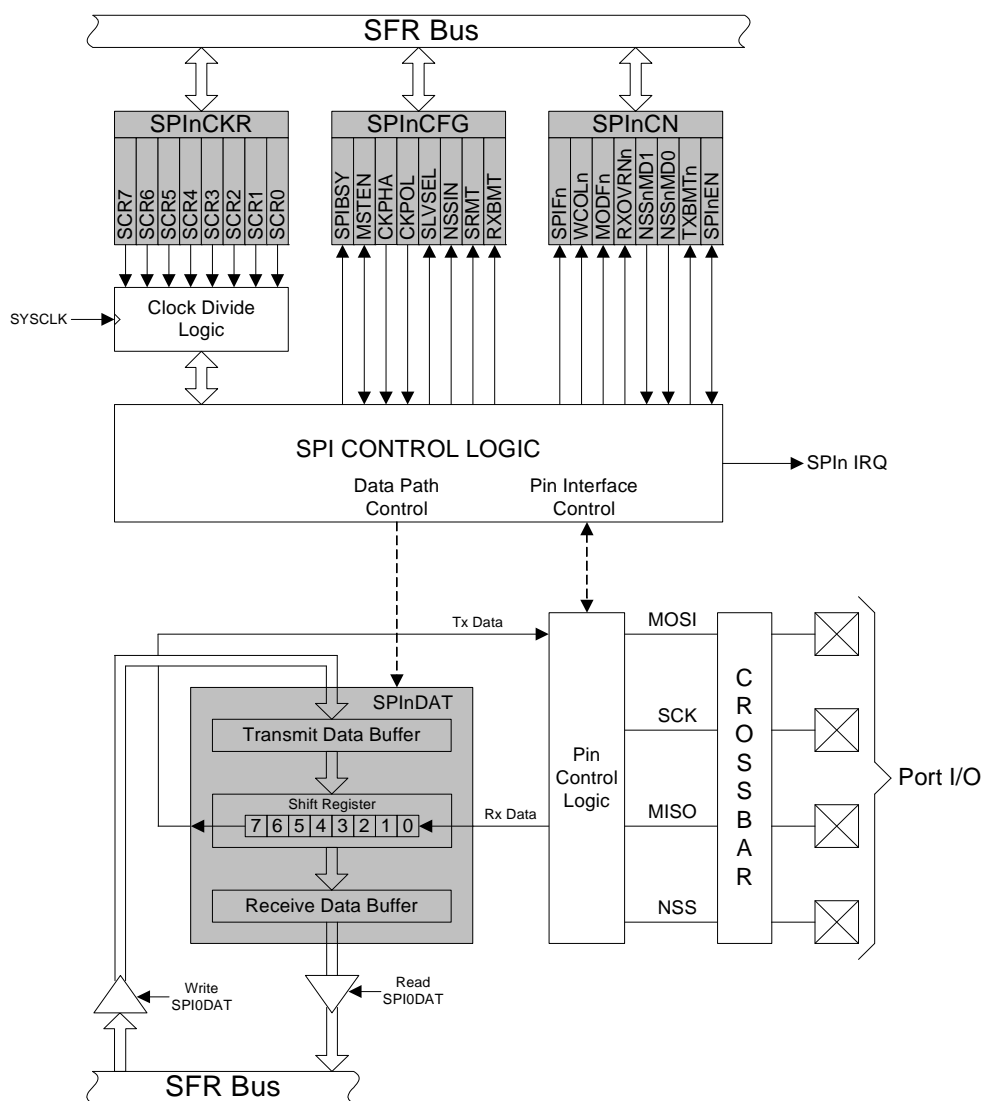 SFR Bus
SPInCKR
SPInCFG
SPInCN
SCR7
SCR6
SCR5
SCR4
SCR3
SCR2
SCR1
SCR0
SPIBSY
MSTEN
CKPHA
CKPOL
SLVSEL
NSSIN
SRMT
RXBMT
SPIFn
WCOLn
MODFn
RXOVRNn
NSSnMD1
NSSnMD0
TXBMTn
SPInEN
SYSCLK
Clock Divide
Logic
SPI CONTROL LOGIC
Data Path
Control
Pin Interface
Control
SPIn IRQ
Tx Data
SPInDAT
Transmit Data Buffer
Shift Register
7 6 5 4 3 2 1 0
Rx Data
Receive Data Buffer
Pin
Control
Logic
MOSI
SCK
MISO
NSS
CROSSBAR
Port I/O
Write
SPI0DAT
Read
SPI0DAT
SFR Bus